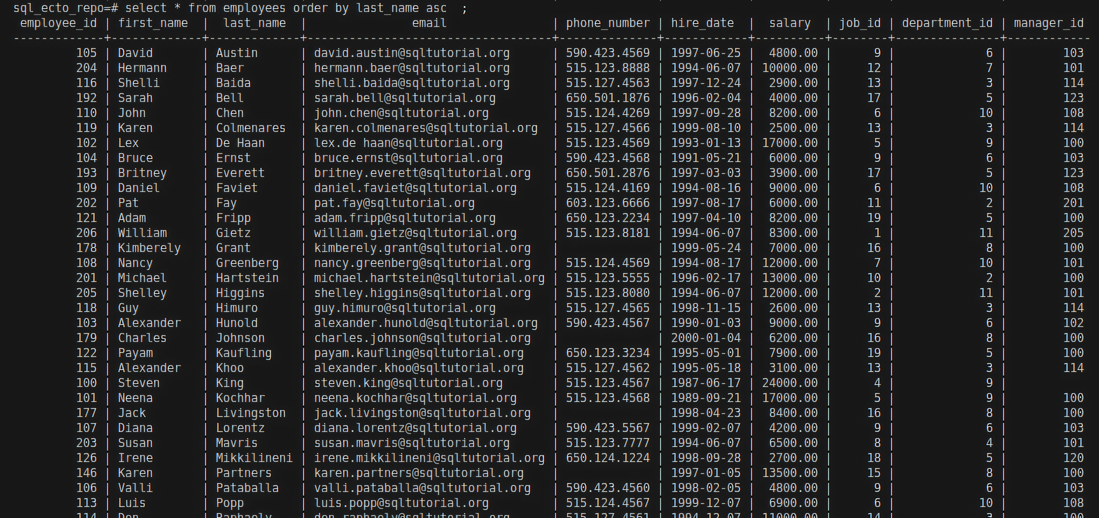 sql_ecto_repo=# select * from employees order by last_name asc  ;
 employee_id | first_name  |  last_name  |               email               | phone_number | hire_date  |  salary  | job_id | department_id | manager_id
-------------+-------------+-------------+-----------------------------------+--------------+------------+----------+--------+---------------+------------
         105 | David       | Austin      | david.austin@sqltutorial.org      | 590.423.4569 | 1997-06-25 |  4800.00 |      9 |             6 |        103
         204 | Hermann     | Baer        | hermann.baer@sqltutorial.org      | 515.123.8888 | 1994-06-07 | 10000.00 |     12 |             7 |        101
         116 | Shelli      | Baida       | shelli.baida@sqltutorial.org      | 515.127.4563 | 1997-12-24 |  2900.00 |     13 |             3 |        114
         192 | Sarah       | Bell        | sarah.bell@sqltutorial.org        | 650.501.1876 | 1996-02-04 |  4000.00 |     17 |             5 |        123
         110 | John        | Chen        | john.chen@sqltutorial.org         | 515.124.4269 | 1997-09-28 |  8200.00 |      6 |            10 |        108
         119 | Karen       | Colmenares  | karen.colmenares@sqltutorial.org  | 515.127.4566 | 1999-08-10 |  2500.00 |     13 |             3 |        114
         102 | Lex         | De Haan     | lex.de haan@sqltutorial.org       | 515.123.4569 | 1993-01-13 | 17000.00 |      5 |             9 |        100
         104 | Bruce       | Ernst       | bruce.ernst@sqltutorial.org       | 590.423.4568 | 1991-05-21 |  6000.00 |      9 |             6 |        103
         193 | Britney     | Everett     | britney.everett@sqltutorial.org   | 650.501.2876 | 1997-03-03 |  3900.00 |     17 |             5 |        123
         109 | Daniel      | Faviet      | daniel.faviet@sqltutorial.org     | 515.124.4169 | 1994-08-16 |  9000.00 |      6 |            10 |        108
         202 | Pat         | Fay         | pat.fay@sqltutorial.org           | 603.123.6666 | 1997-08-17 |  6000.00 |     11 |             2 |        201
         121 | Adam        | Fripp       | adam.fripp@sqltutorial.org        | 650.123.2234 | 1997-04-10 |  8200.00 |     19 |             5 |        100
         206 | William     | Gietz       | william.gietz@sqltutorial.org     | 515.123.8181 | 1994-06-07 |  8300.00 |      1 |            11 |        205
         178 | Kimberely   | Grant       | kimberely.grant@sqltutorial.org   |              | 1999-05-24 |  7000.00 |     16 |             8 |        100
         108 | Nancy       | Greenberg   | nancy.greenberg@sqltutorial.org   | 515.124.4569 | 1994-08-17 | 12000.00 |      7 |            10 |        101
         201 | Michael     | Hartstein   | michael.hartstein@sqltutorial.org | 515.123.5555 | 1996-02-17 | 13000.00 |     10 |             2 |        100
         205 | Shelley     | Higgins     | shelley.higgins@sqltutorial.org   | 515.123.8080 | 1994-06-07 | 12000.00 |      2 |            11 |        101
         118 | Guy         | Himuro      | guy.himuro@sqltutorial.org        | 515.127.4565 | 1998-11-15 |  2600.00 |     13 |             3 |        114
         103 | Alexander   | Hunold      | alexander.hunold@sqltutorial.org  | 590.423.4567 | 1990-01-03 |  9000.00 |      9 |             6 |        102
         179 | Charles     | Johnson     | charles.johnson@sqltutorial.org   |              | 2000-01-04 |  6200.00 |     16 |             8 |        100
         122 | Payam       | Kaufling    | payam.kaufling@sqltutorial.org    | 650.123.3234 | 1995-05-01 |  7900.00 |     19 |             5 |        100
         115 | Alexander   | Khoo        | alexander.khoo@sqltutorial.org    | 515.127.4562 | 1995-05-18 |  3100.00 |     13 |             3 |        114
         100 | Steven      | King        | steven.king@sqltutorial.org       | 515.123.4567 | 1987-06-17 | 24000.00 |      4 |             9 |
         101 | Neena       | Kochhar     | neena.kochhar@sqltutorial.org     | 515.123.4568 | 1989-09-21 | 17000.00 |      5 |             9 |        100
         177 | Jack        | Livingston  | jack.livingston@sqltutorial.org   |              | 1998-04-23 |  8400.00 |     16 |             8 |        100
         107 | Diana       | Lorentz     | diana.lorentz@sqltutorial.org     | 590.423.5567 | 1999-02-07 |  4200.00 |      9 |             6 |        103
         203 | Susan       | Mavris      | susan.mavris@sqltutorial.org      | 515.123.7777 | 1994-06-07 |  6500.00 |      8 |             4 |        101
         126 | Irene       | Mikkilineni | irene.mikkilineni@sqltutorial.org | 650.124.1224 | 1998-09-28 |  2700.00 |     18 |             5 |        120
         146 | Karen       | Partners    | karen.partners@sqltutorial.org    |              | 1997-01-05 | 13500.00 |     15 |             8 |        100
         106 | Valli       | Pataballa   | valli.pataballa@sqltutorial.org   | 590.423.4560 | 1998-02-05 |  4800.00 |      9 |             6 |        103
         113 | Luis        | Popp        | luis.popp@sqltutorial.org         | 515.124.4567 | 1999-12-07 |  6900.00 |      6 |            10 |        108
         114 | Den         | Raphaely    | den.raphaely@sqltutorial.org      | 515.127.4561 | 1994-12-07 | 11000.00 |     14 |             3 |        100